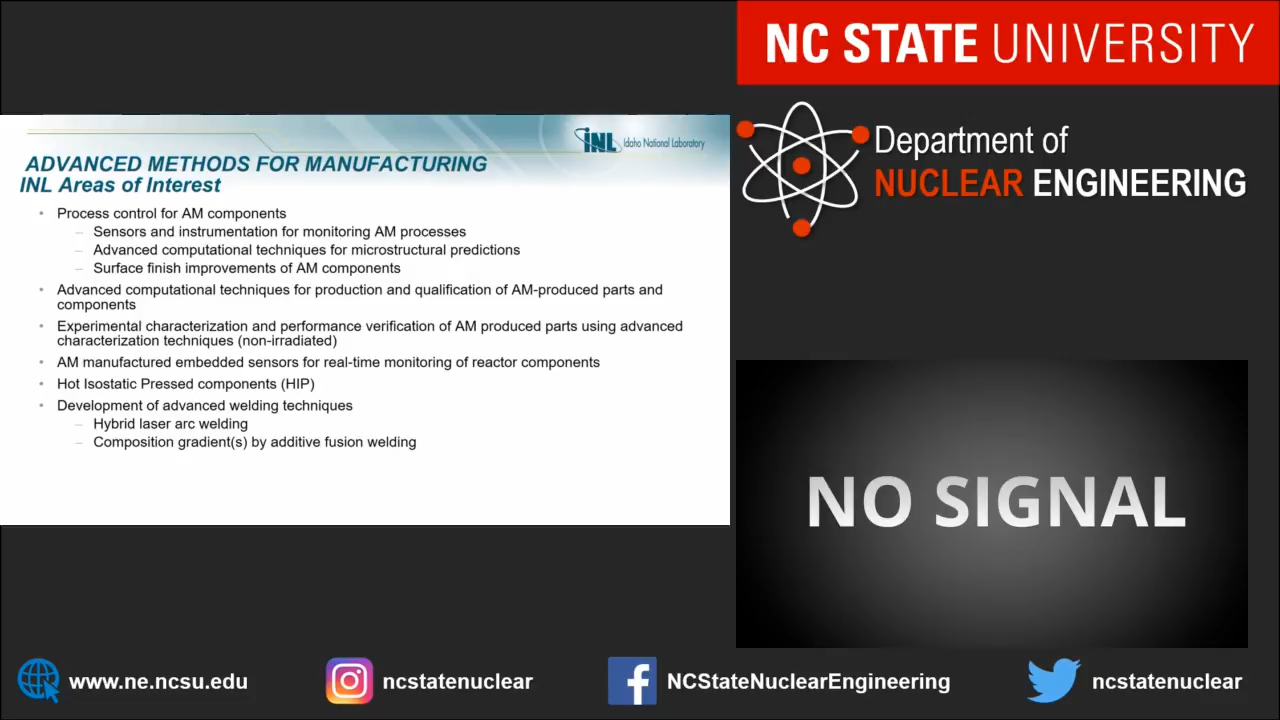 NC STATE UNIVERSITY
Department of
NUCLEAR ENGINEERING
INL Idaho National Laboratory
ADVANCED METHODS FOR MANUFACTURING
INL Areas of Interest
• Process control for AM components
– Sensors and instrumentation for monitoring AM processes
– Advanced computational techniques for microstructural predictions
– Surface finish improvements of AM components
• Advanced computational techniques for production and qualification of AM-produced parts and
components
• Experimental characterization and performance verification of AM produced parts using advanced
characterization techniques (non-irradiated)
• AM manufactured embedded sensors for real-time monitoring of reactor components
• Hot Isostatic Pressed components (HIP)
• Development of advanced welding techniques
– Hybrid laser arc welding
– Composition gradient(s) by additive fusion welding
NO SIGNAL
www.ne.ncsu.edu
ncstatenuclear
NCStateNuclearEngineering
ncstatenuclear